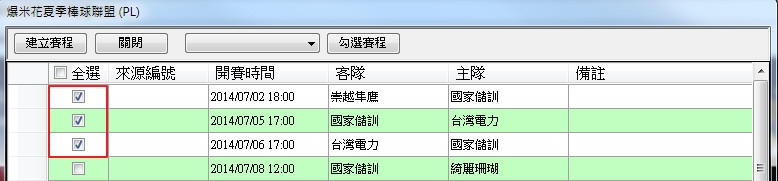 爆米花夏季棒球聯盟 (PL)
建立賽程 關閉 勾選賽程
全選 來源編號 開賽時間 客隊 主隊 備註
2014/07/02 18:00 崇越隼鷹 國家儲訓
2014/07/05 17:00 國家儲訓 台灣電力
2014/07/06 17:00 台灣電力 國家儲訓
2014/07/08 12:00 國家儲訓 綺麗珊瑚